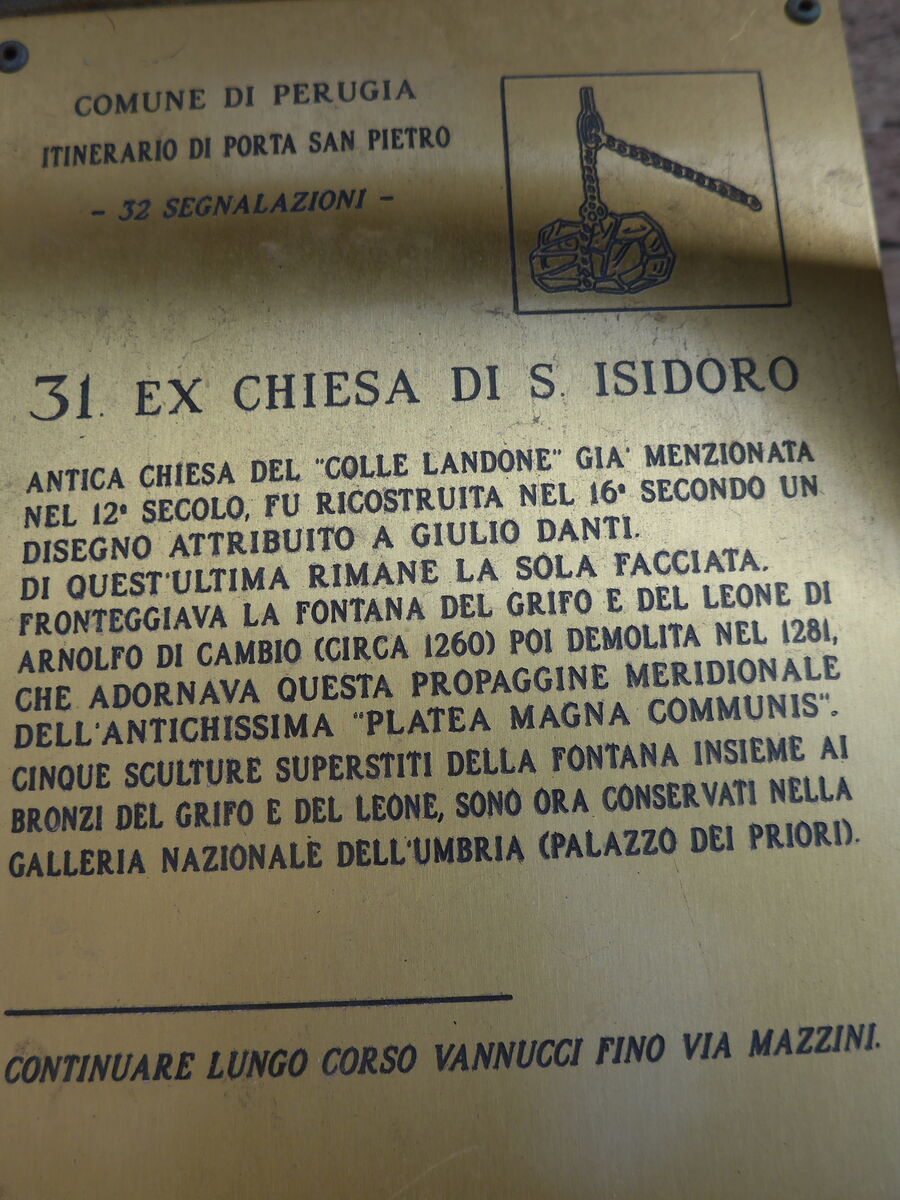 COMUNE DI PERUGIA
ITINERARIO DI PORTA SAN PIETRO
- 32 SEGNALAZIONI -
31. EX CHIESA DI S. ISIDORO
ANTICA CHIESA DEL "COLLE LANDONE" GIA' MENZIONATA
NEL 12° SECOLO, FU RICOSTRUITA NEL 16° SECONDO UN
DISEGNO ATTRIBUITO A GIULIO DANTI.
DI QUEST'ULTIMA RIMANE LA SOLA FACCIATA.
FRONTEGGIAVA LA FONTANA DEL GRIFO E DEL LEONE DI
ARNOLFO DI CAMBIO (CIRCA 1260) POI DEMOLITA NEL 1281,
CHE ADORNAVA QUESTA PROPAGGINE MERIDIONALE
DELL'ANTICHISSIMA "PLATEA MAGNA COMMUNIS".
CINQUE SCULTURE SUPERSTITI DELLA FONTANA INSIEME AI
BRONZI DEL GRIFO E DEL LEONE, SONO ORA CONSERVATI NELLA
GALLERIA NAZIONALE DELL'UMBRIA (PALAZZO DEI PRIORI).
CONTINUARE LUNGO CORSO VANNUCCI FINO VIA MAZZINI.